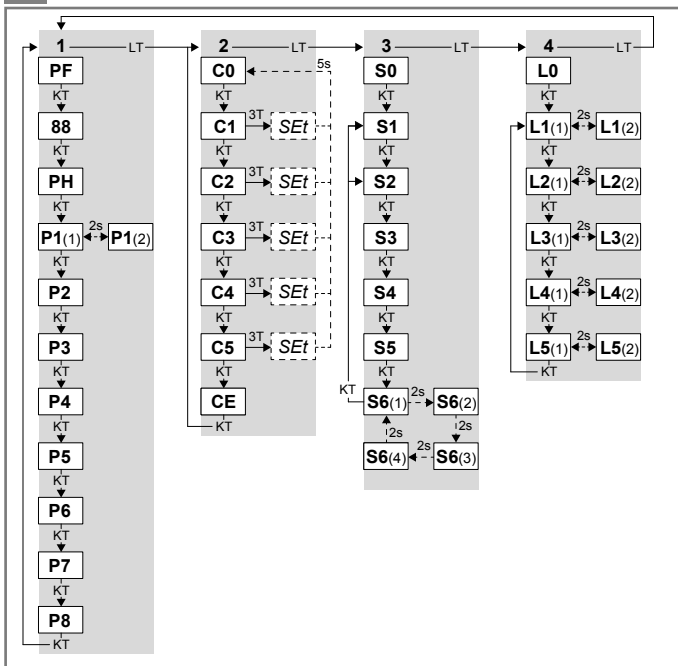 1 LT 2 LT 3 LT 4 LT
PF C0 5s S0 L0
KT KT KT KT
88 C1 3T SEt S1 L1(1) 2s L1(2)
KT KT KT KT
PH C2 3T SEt S2 L2(1) 2s L2(2)
KT KT KT KT
P1(1) 2s P1(2) C3 3T SEt S3 L3(1) 2s L3(2)
KT KT KT KT
P2 C4 3T SEt S4 L4(1) 2s L4(2)
KT KT KT KT
P3 C5 3T SEt S5 L5(1) 2s L5(2)
KT KT KT KT
P4 CE KT S6(1) 2s S6(2)
KT KT 2s 2s
P5 S6(4) 2s S6(3)
KT
P6
KT
P7
KT
P8
KT